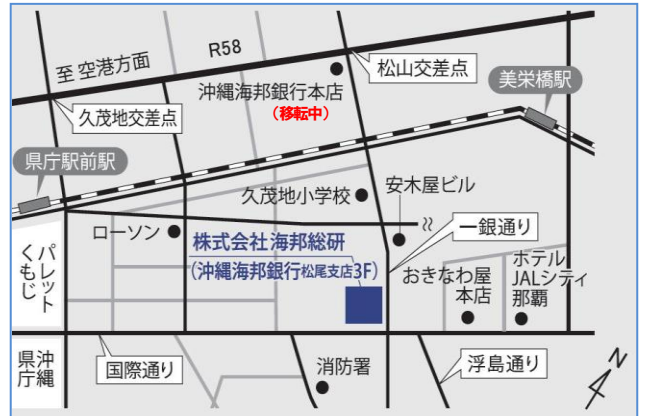 R58
至 空港方面
松山交差点
美栄橋駅
沖縄海邦銀行本店
（移転中）
久茂地交差点
県庁駅前駅
久茂地小学校
安木屋ビル
ローソン
一銀通り
パレット
くもじ
株式会社海邦総研
（沖縄海邦銀行松尾支店3F）
おきなわ屋
本店
ホテル
JALシティ
那覇
沖縄
県庁
国際通り
消防署
浮島通り
N